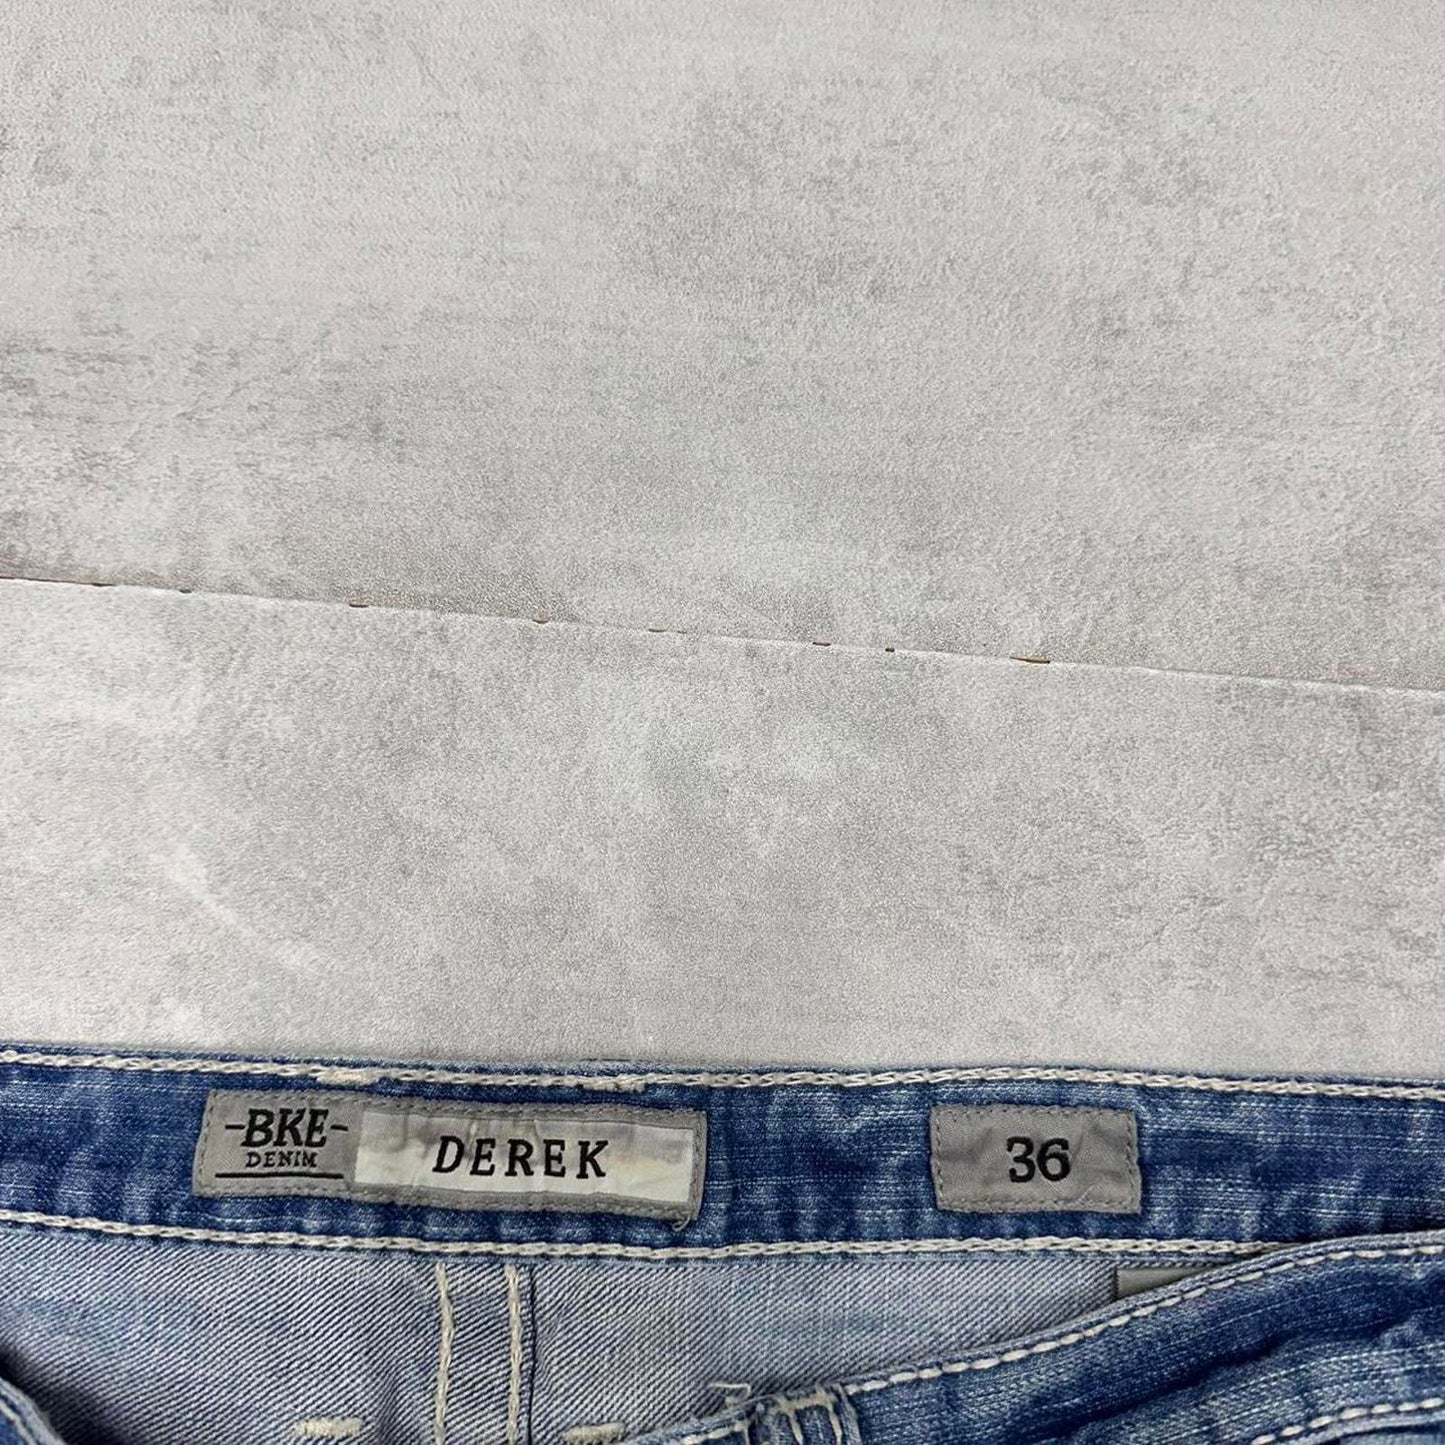 -BKE-
DENIM
DEREK
36